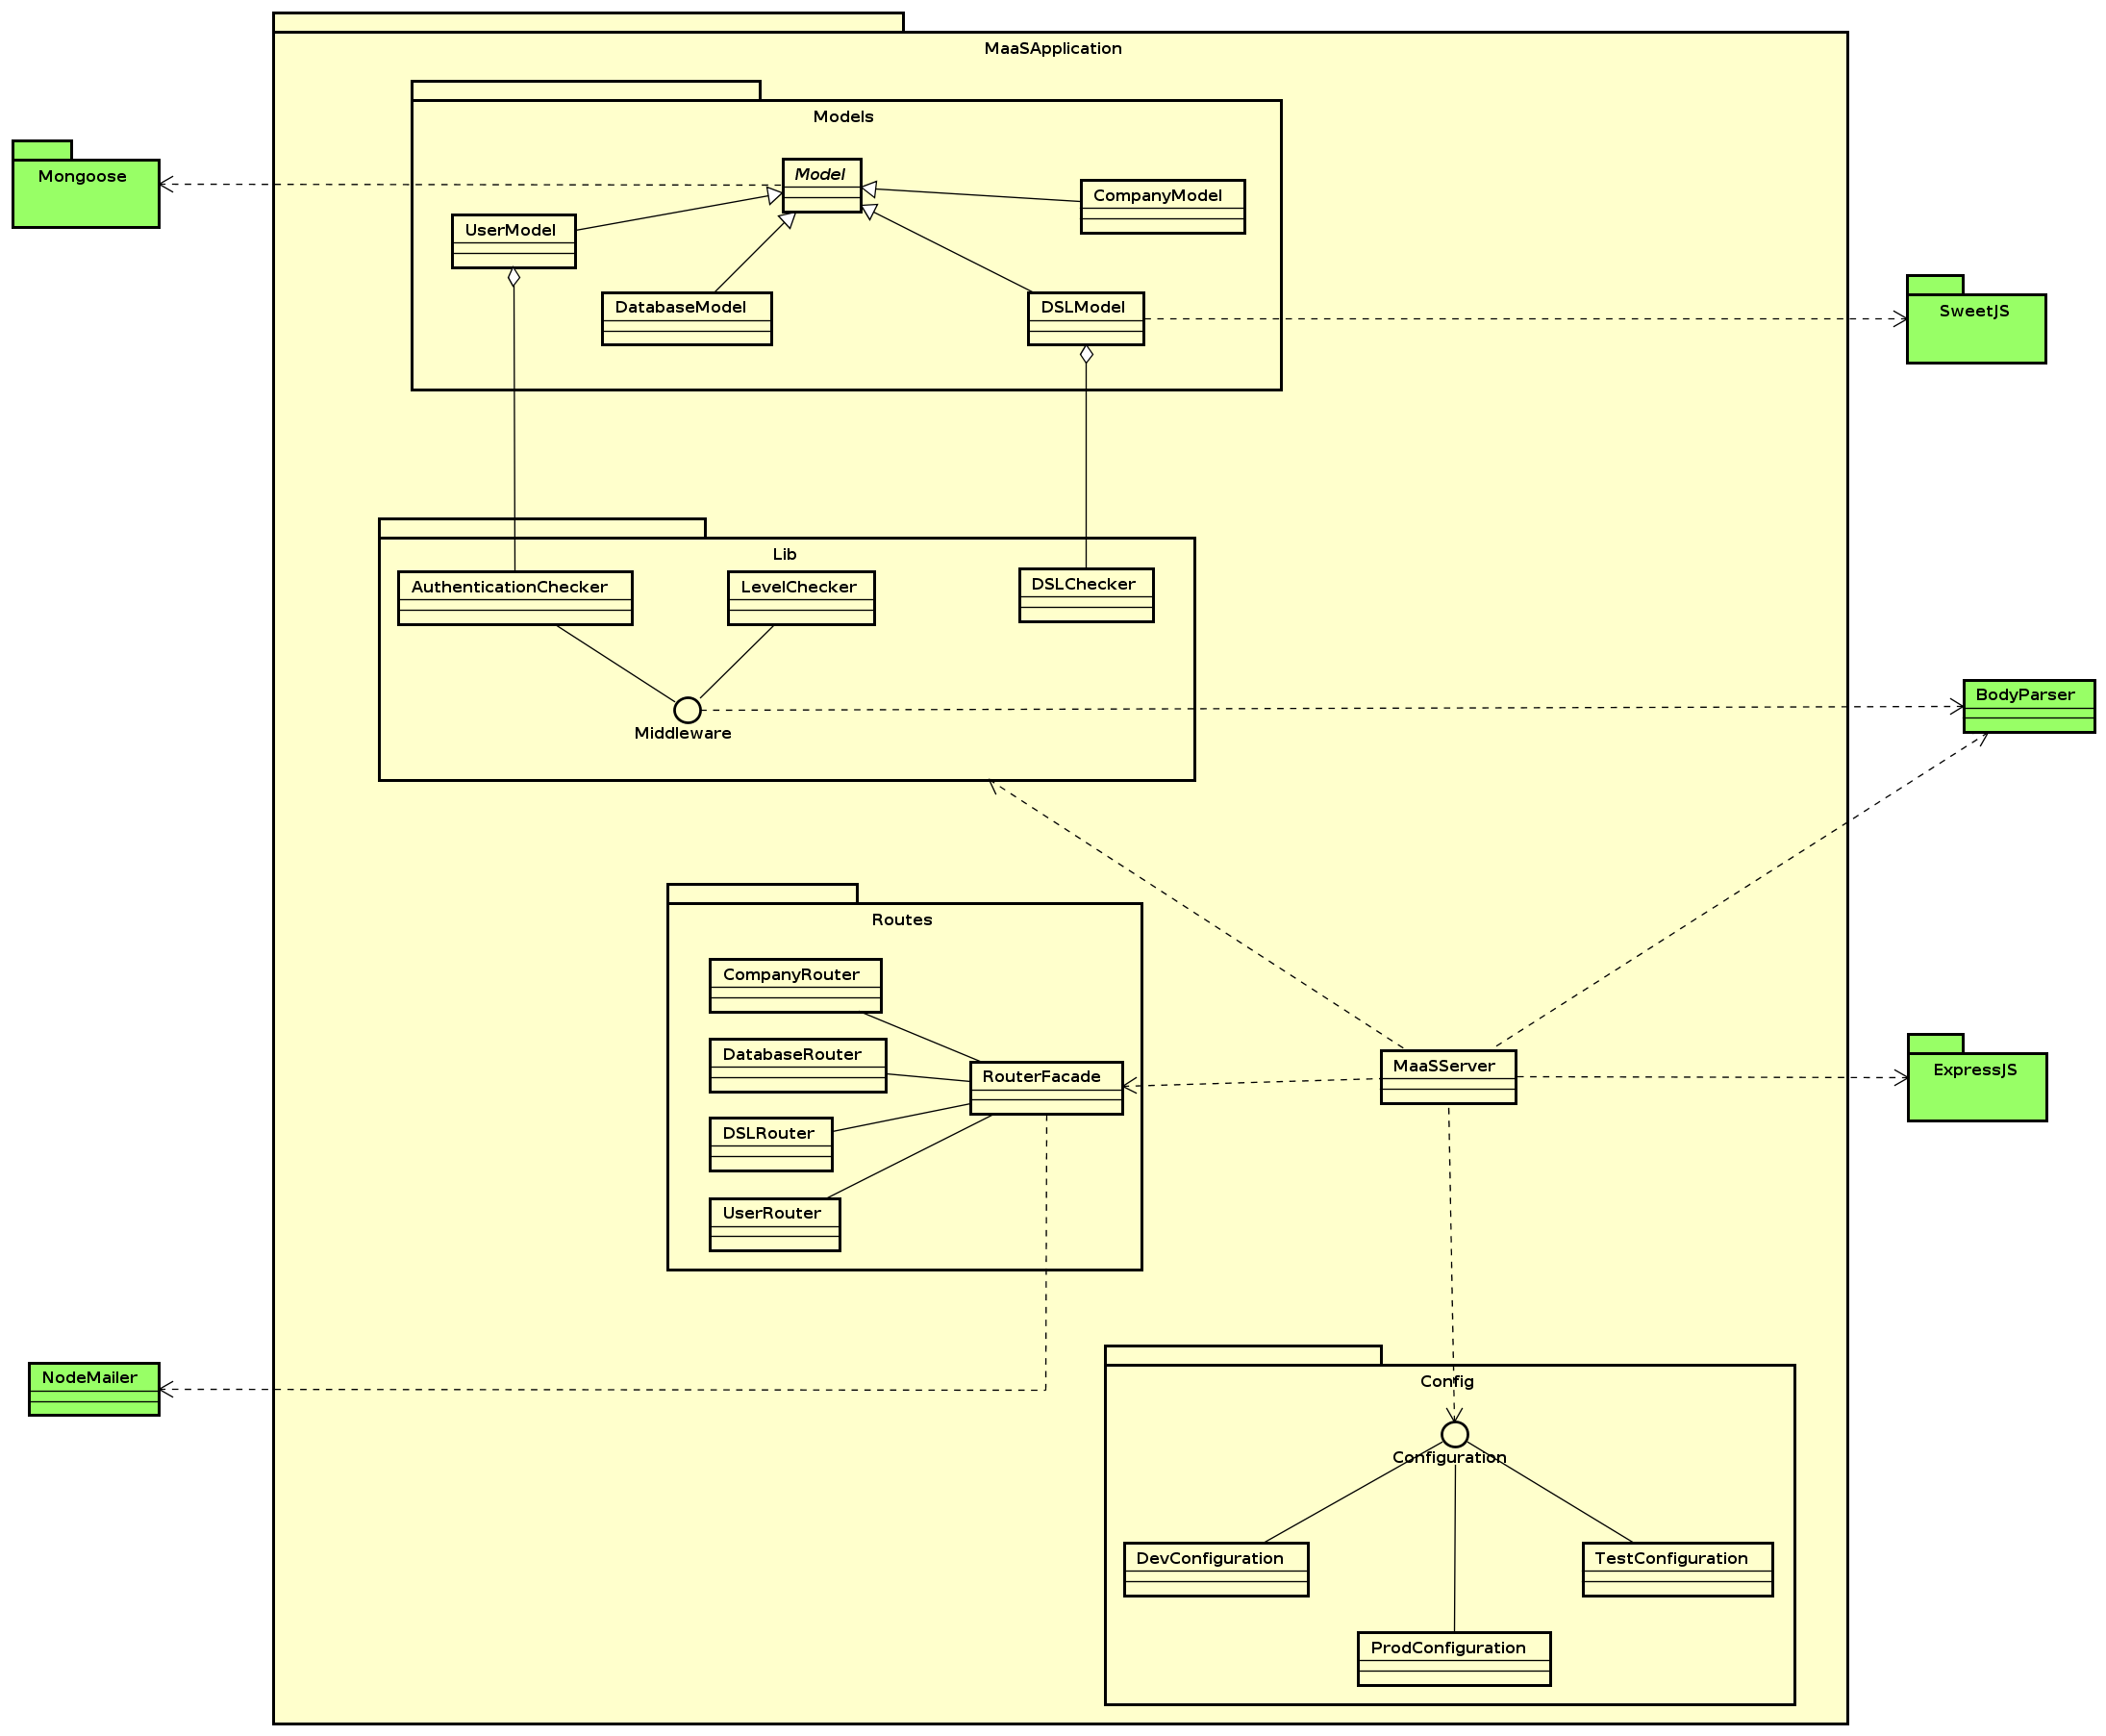 MaaSApplication
Models
Mongoose
Model
CompanyModel
UserModel
DatabaseModel
DSLModel
SweetJS
Lib
AuthenticationChecker
LevelChecker
DSLChecker
BodyParser
Middleware
Routes
CompanyRouter
DatabaseRouter
RouterFacade
MaaSServer
ExpressJS
DSLRouter
UserRouter
NodeMailer
Config
Configuration
DevConfiguration
TestConfiguration
ProdConfiguration